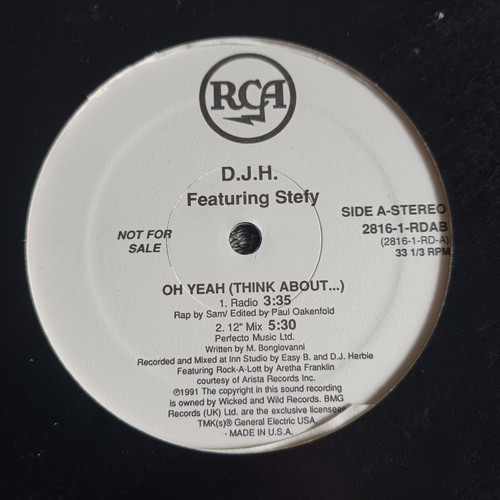 RCA
D.J.H.
Featuring Stefy
SIDE A-STEREO
2816-1-RDAB
(2816-1-RD-A)
33 1/3 RPM
NOT FOR
SALE
OH YEAH (THINK ABOUT...)
1. Radio 3:35
Rap by Sam/ Edited by Paul Oakenfold
2. 12" Mix 5:30
Perfecto Music Ltd.
Written by M. Bongiovanni
Recorded and Mixed at Inn Studio by Easy B. and D.J. Herbie
Featuring Rock-A-Lott by Aretha Franklin
courtesy of Arista Records Inc.
℗1991 The copyright in this sound recording
is owned by Wicked and Wild Records. BMG
Records (UK) Ltd. are the exclusive licensee
TMK(s)® General Electric USA.
- MADE IN U.S.A.